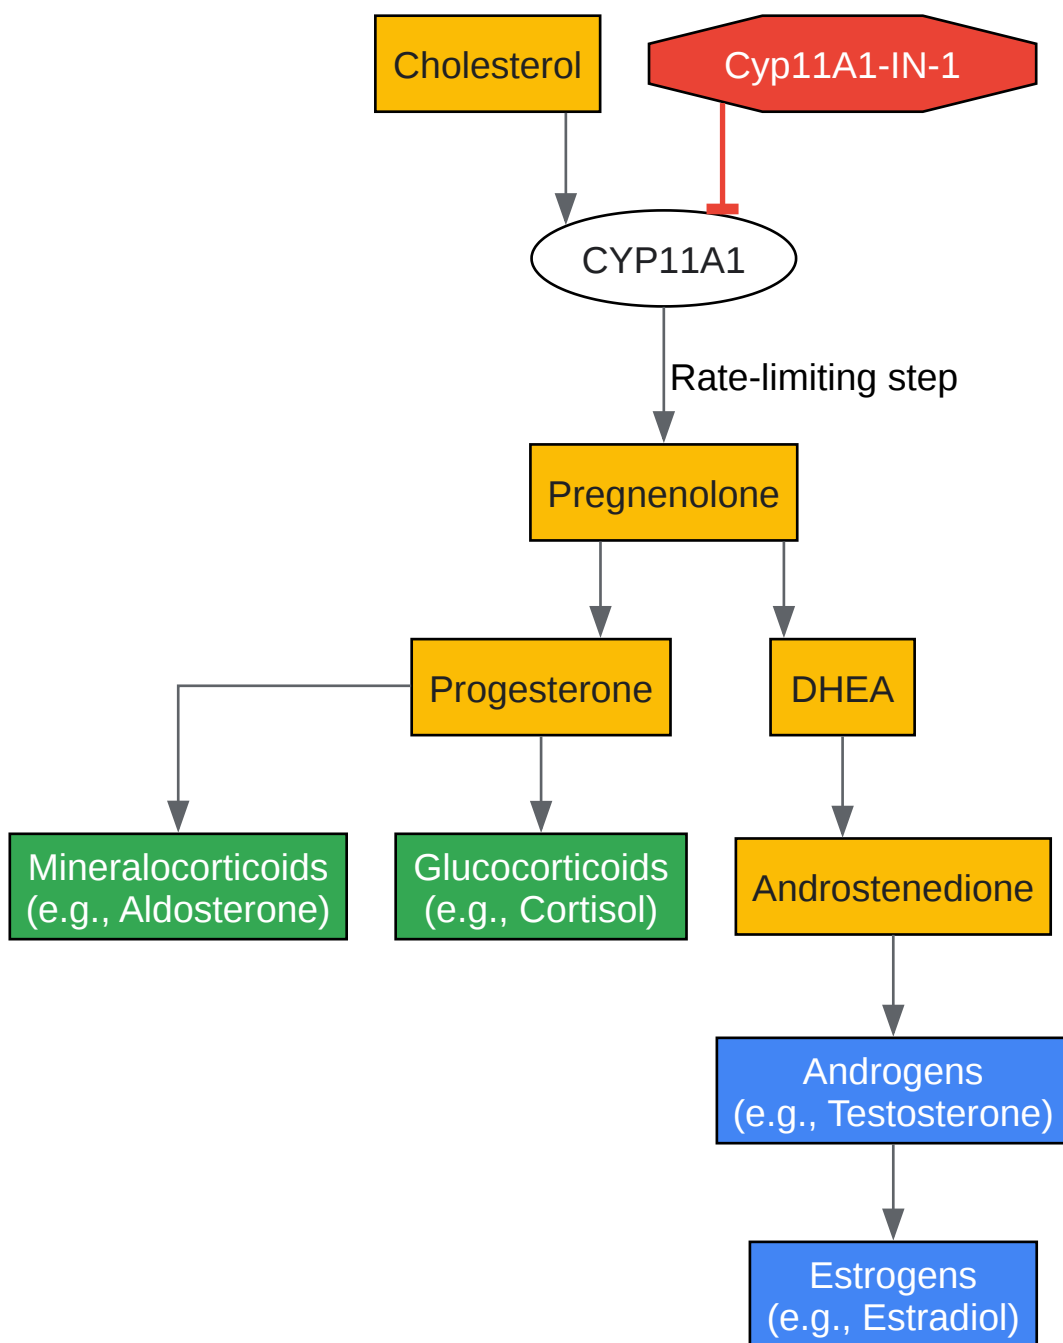 Cholesterol
Cyp11A1-IN-1
CYP11A1
Rate-limiting step
Pregnenolone
Progesterone
DHEA
Mineralocorticoids
(e.g., Aldosterone)
Glucocorticoids
(e.g., Cortisol)
Androstenedione
Androgens
(e.g., Testosterone)
Estrogens
(e.g., Estradiol)